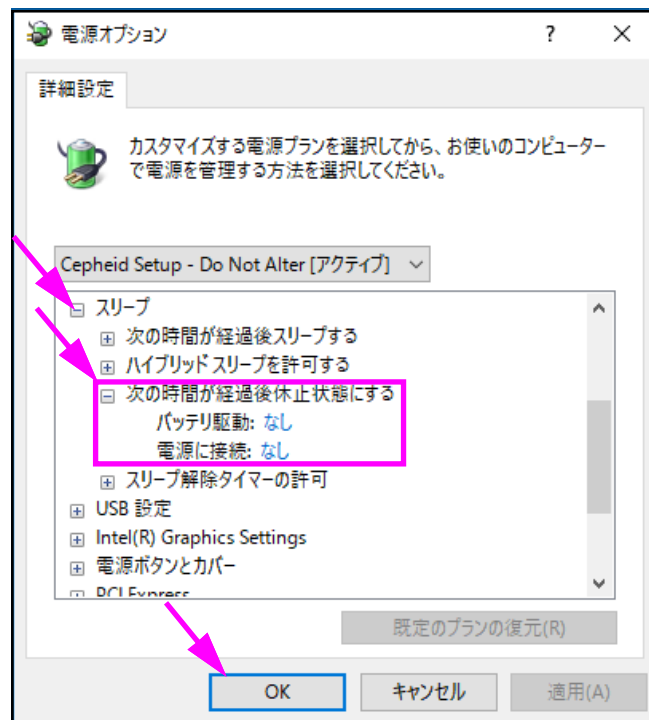 電源オプション
?
詳細設定
カスタマイズする電源プランを選択してから、お使いのコンピューター
で電源を管理する方法を選択してください。
Cepheid Setup - Do Not Alter [アクティブ]
スリープ
次の時間が経過後スリープする
ハイブリッド スリープを許可する
次の時間が経過後休止状態にする
バッテリ駆動: なし
電源に接続: なし
スリープ解除タイマーの許可
USB 設定
Intel(R) Graphics Settings
電源ボタンとカバー
PCI Express
既定のプランの復元(R)
OK
キャンセル
適用(A)